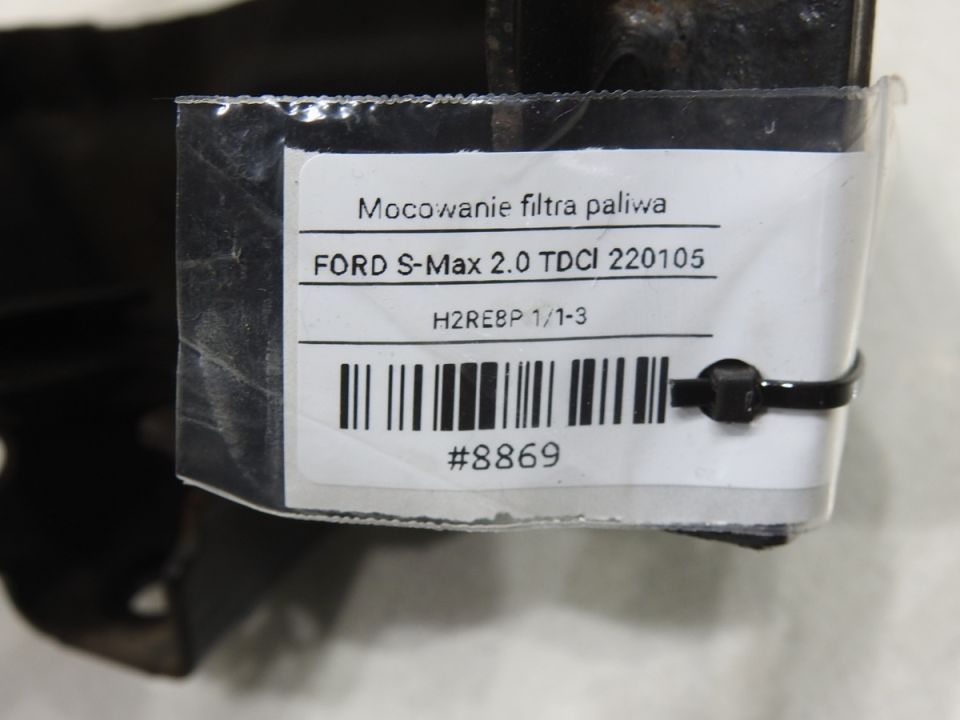 Mocowanie filtra paliwa
FORD S-Max 2.0 TDCI 220105
H2RE8P 1/1-3
#8869